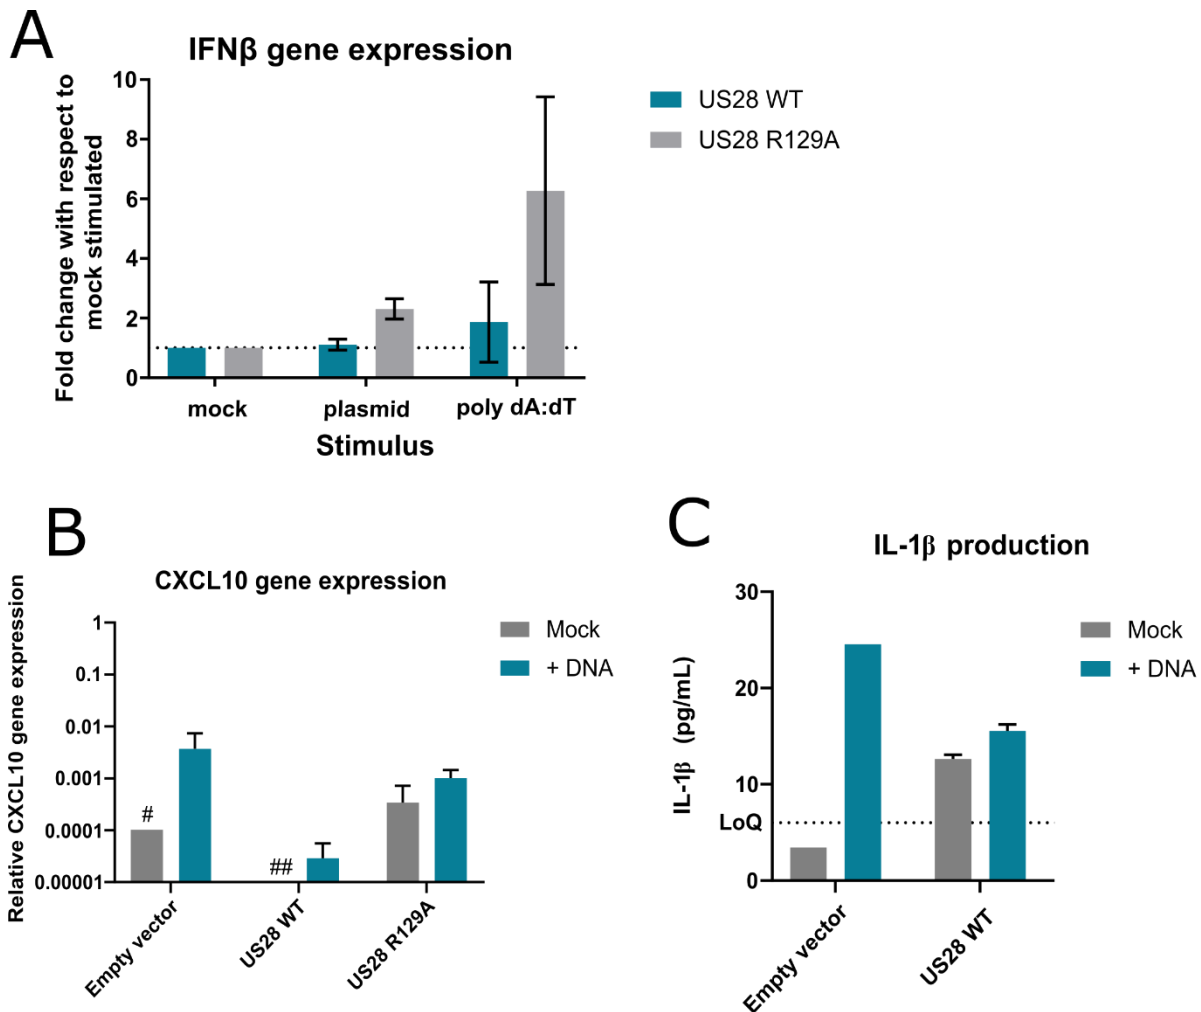 A
IFNβ gene expression
Fold change with respect to
mock stimulated
10
8
6
4
2
0
mock
plasmid
poly dA:dT
Stimulus
US28 WT
US28 R129A
B
CXCL10 gene expression
Relative CXCL10 gene expression
1
0.1
0.01
0.001
0.0001
0.00001
#
##
Empty vector
US28 WT
US28 R129A
Mock
+ DNA
C
IL-1β production
IL-1β (pg/mL)
30
20
10
LoQ
0
Empty vector
US28 WT
Mock
+ DNA